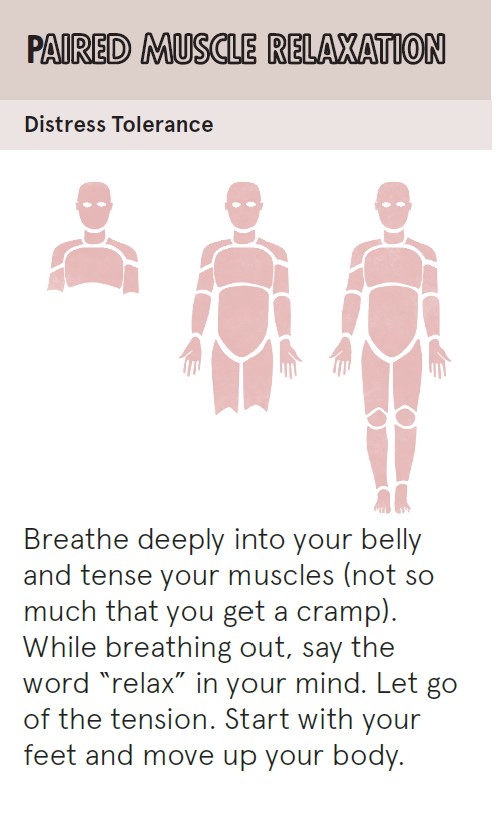 PAIRED MUSCLE RELAXATION
Distress Tolerance
Breathe deeply into your belly
and tense your muscles (not so
much that you get a cramp).
While breathing out, say the
word “relax” in your mind. Let go
of the tension. Start with your
feet and move up your body.